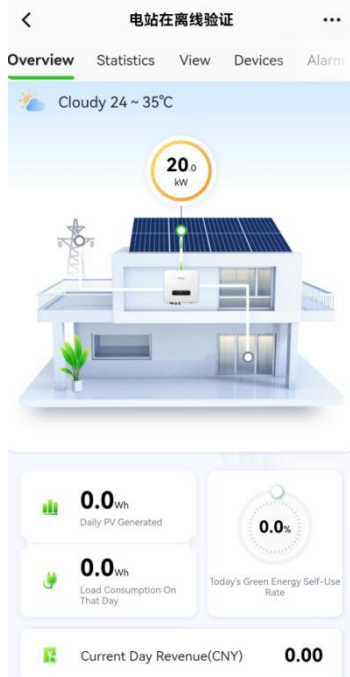 电站在离线验证
Overview Statistics View Devices Alarm
Cloudy 24 ~ 35℃
20.0
kW
0.0Wh
Daily PV Generated
0.0Wh
Load Consumption On
That Day
0.0%
Today's Green Energy Self-Use
Rate
Current Day Revenue(CNY) 0.00